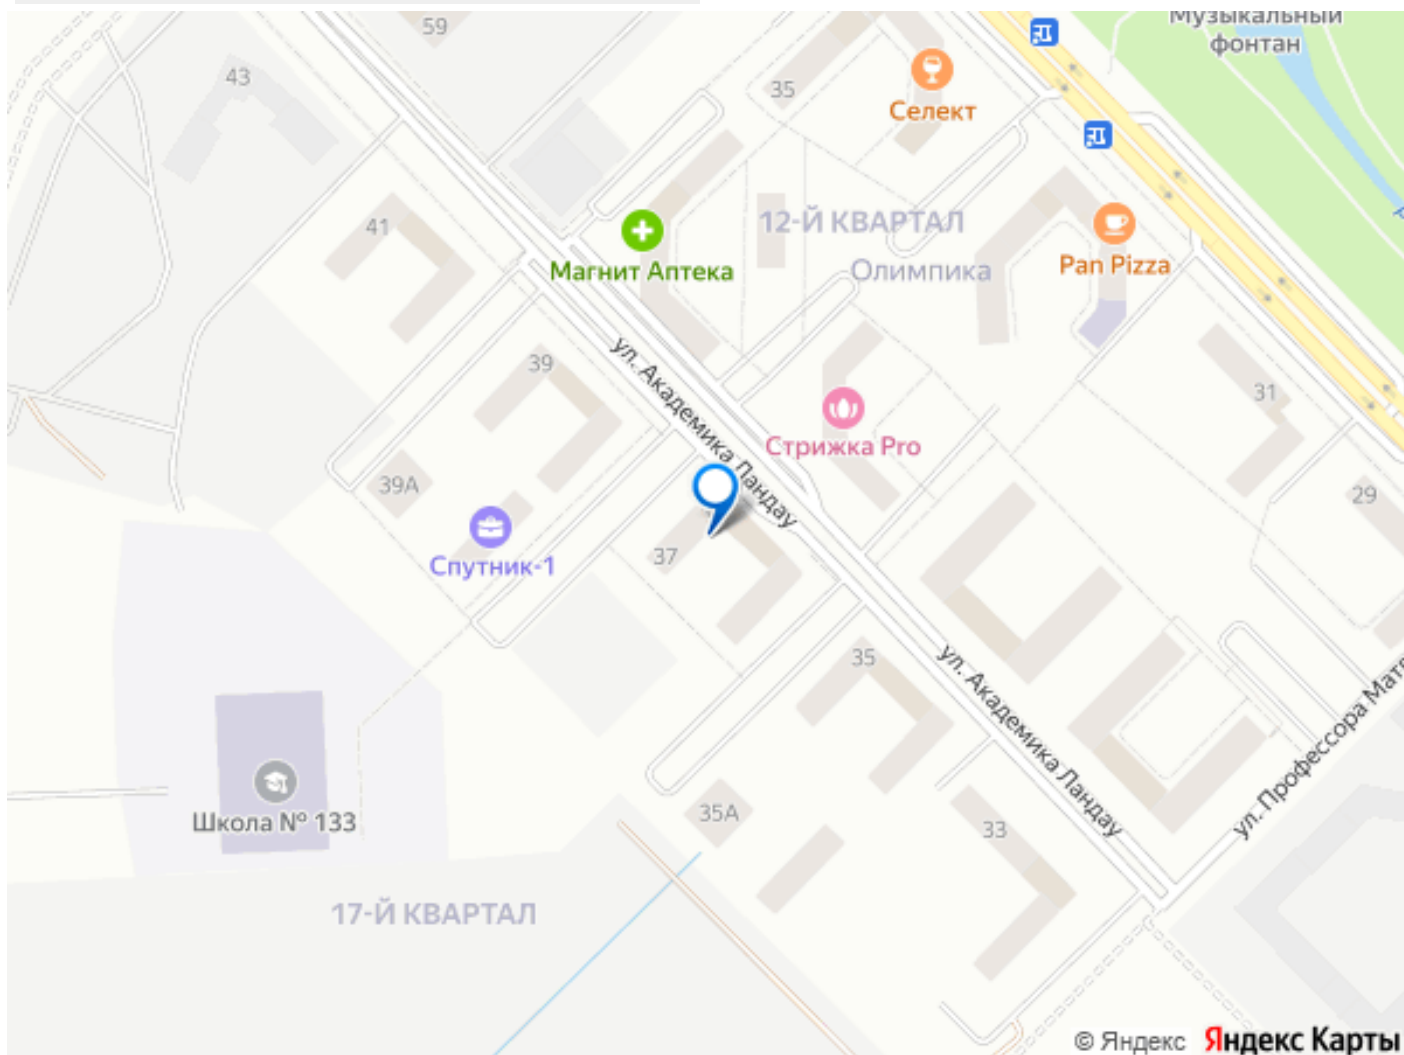 59
Музыкальный
фонтан
43
35
Селект
41
12-Й КВАРТАЛ
Магнит Аптека
Олимпика
Pan Pizza
39
ул. Академика Ландау
31
Стрижка Pro
39А
29
Спутник-1
37
35
ул. Академика Ландау
ул. Профессора
Школа № 133
35А
33
17-Й КВАРТАЛ
© Яндекс Яндекс Карты